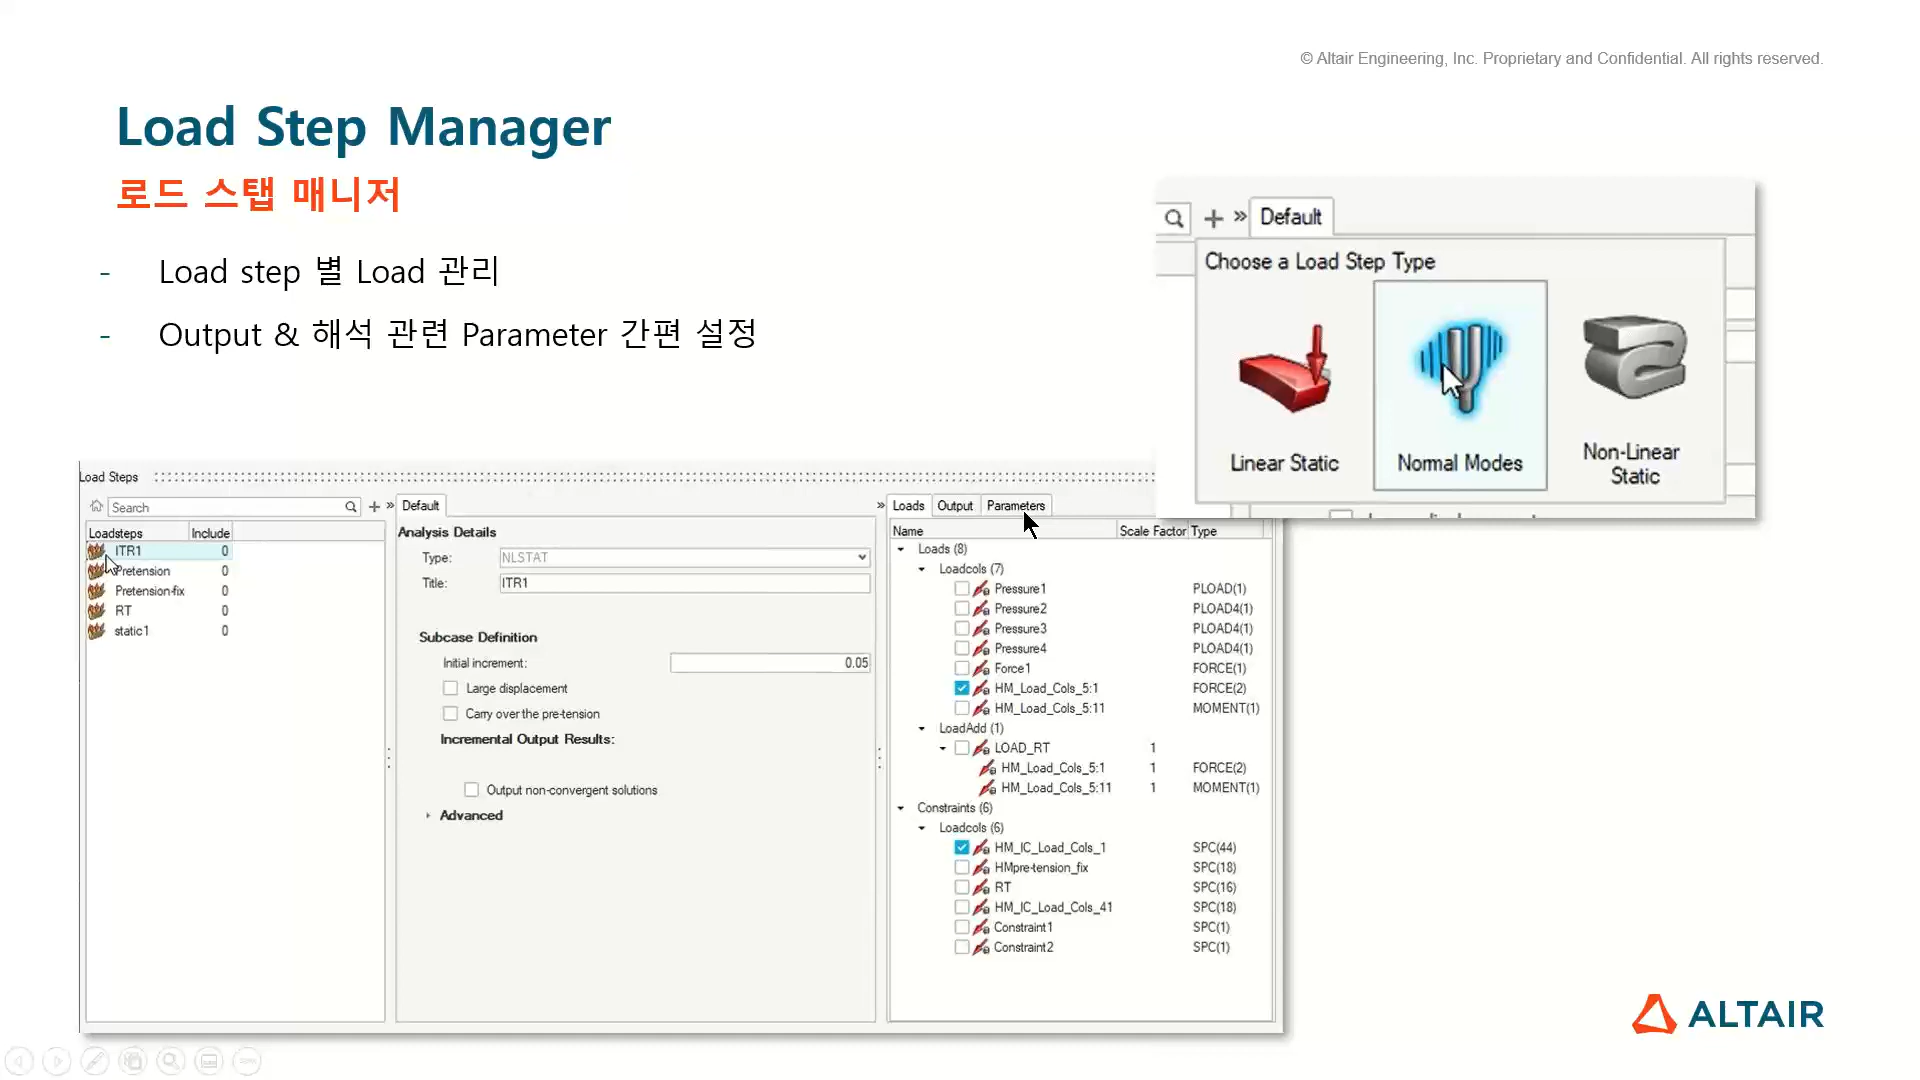 © Altair Engineering, Inc. Proprietary and Confidential. All rights reserved.
Load Step Manager
로드 스탭 매니저
- Load step 별 Load 관리
- Output & 해석 관련 Parameter 간편 설정
+ » Default
Choose a Load Step Type
Linear Static
Normal Modes
Non-Linear
Static
Load Steps
Search + »
Loadsteps Include
ITR1 0
Pretension 0
Pretension-fix 0
RT 0
static1 0
Default
Analysis Details
Type: NLSTAT
Title: ITR1
Subcase Definition
Initial increment: 0.05
Large displacement
Carry over the pre-tension
Incremental Output Results:
Output non-convergent solutions
Advanced
» Loads Output Parameters
Name Scale Factor Type
Loads (8)
Loadcols (7)
Pressure1 PLOAD(1)
Pressure2 PLOAD4(1)
Pressure3 PLOAD4(1)
Pressure4 PLOAD4(1)
Force1 FORCE(1)
HM_Load_Cols_5:1 FORCE(2)
HM_Load_Cols_5:11 MOMENT(1)
LoadAdd (1)
LOAD_RT 1
HM_Load_Cols_5:1 1 FORCE(2)
HM_Load_Cols_5:11 1 MOMENT(1)
Constraints (6)
Loadcols (6)
HM_IC_Load_Cols_1 SPC(44)
HMpre-tension_fix SPC(18)
RT SPC(16)
HM_IC_Load_Cols_41 SPC(18)
Constraint1 SPC(1)
Constraint2 SPC(1)
ALTAIR